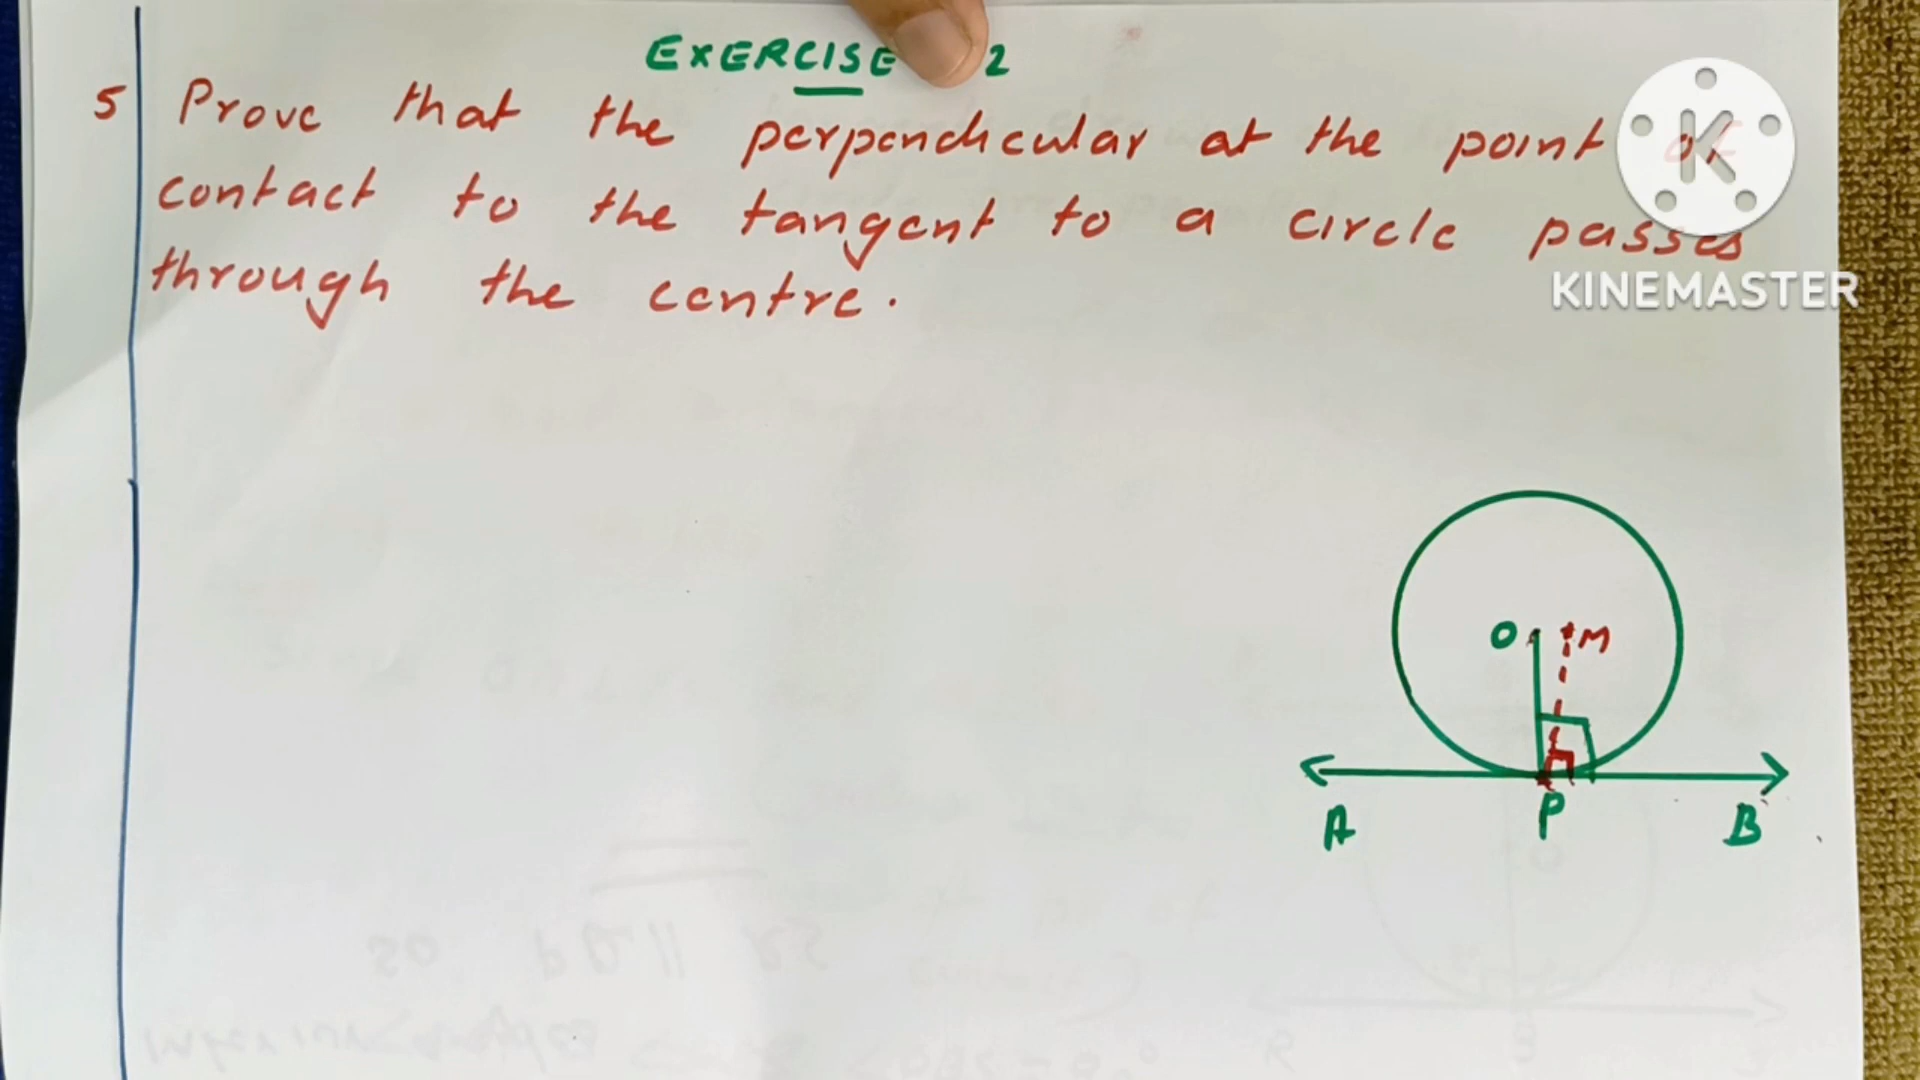 EXERCISE 2
5 Prove that the perpendicular at the point of
contact to the tangent to a circle passes
through the centre.
KINEMASTER
O M
A P B